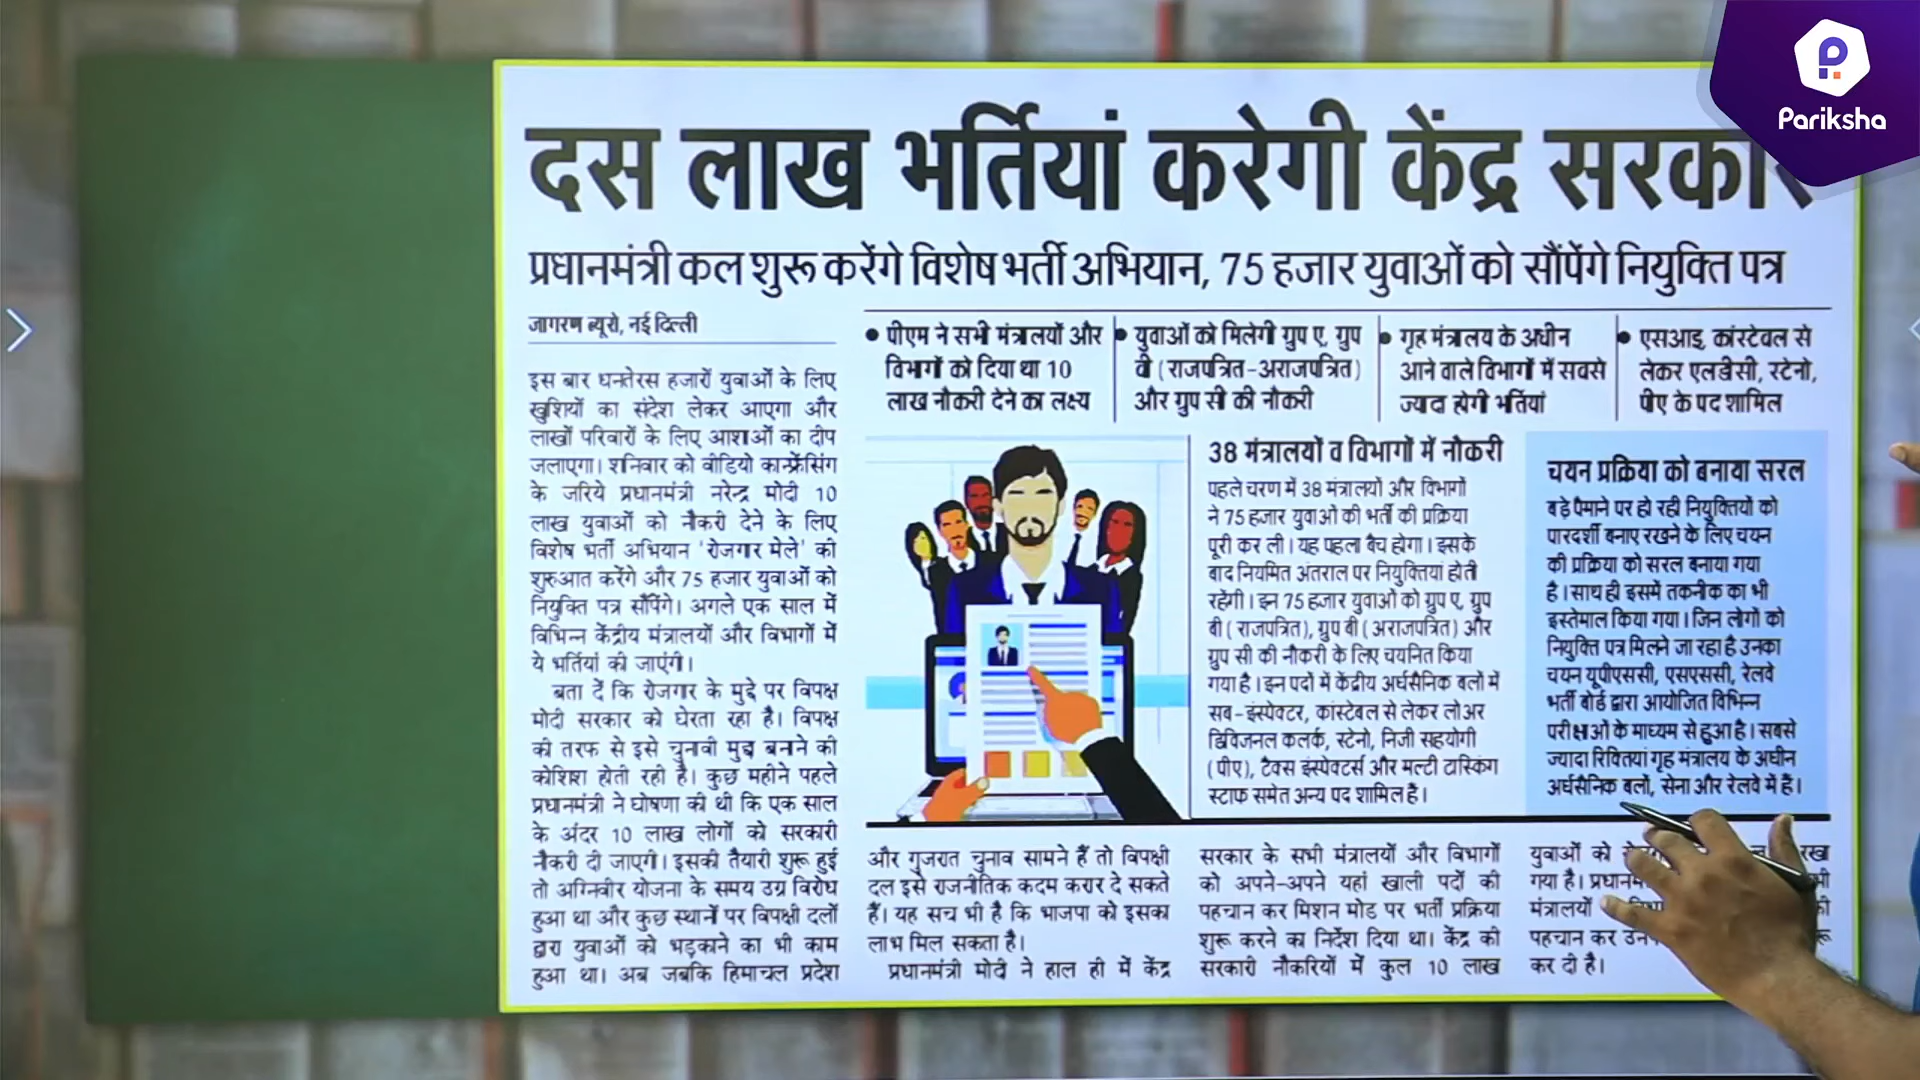 Pariksha
दस लाख भर्तियां करेगी केंद्र सरकार
प्रधानमंत्री कल शुरू करेंगे विशेष भर्ती अभियान, 75 हजार युवाओं को सौंपेंगे नियुक्ति पत्र
जागरण ब्यूरो, नई दिल्ली
इस बार धनतेरस हजारों युवाओं के लिए
खुशियों का संदेश लेकर आएगा और
लाखों परिवारों के लिए आशाओं का दीप
जलाएगा। शनिवार को वीडियो कान्फ्रेंसिंग
के जरिये प्रधानमंत्री नरेन्द्र मोदी 10
लाख युवाओं को नौकरी देने के लिए
विशेष भर्ती अभियान 'रोजगार मेले' की
शुरुआत करेंगे और 75 हजार युवाओं को
नियुक्ति पत्र सौंपेंगे। अगले एक साल में
विभिन्न केंद्रीय मंत्रालयों और विभागों में
ये भर्तियां की जाएंगी।
बता दें कि रोजगार के मुद्दे पर विपक्ष
मोदी सरकार को घेरता रहा है। विपक्ष
की तरफ से इसे चुनावी मुद्दा बनाने की
कोशिश होती रही है। कुछ महीने पहले
प्रधानमंत्री ने घोषणा की थी कि एक साल
के अंदर 10 लाख लोगों को सरकारी
नौकरी दी जाएगी। इसकी तैयारी शुरू हुई
तो अग्निवीर योजना के समय उग्र विरोध
हुआ था और कुछ स्थानों पर विपक्षी दलों
द्वारा युवाओं को भड़काने का भी काम
हुआ था। अब जबकि हिमाचल प्रदेश
• पीएम ने सभी मंत्रालयों और
विभागों को दिया था 10
लाख नौकरी देने का लक्ष्य
• युवाओं को मिलेगी ग्रुप ए, ग्रुप
बी (राजपत्रित-अराजपत्रित)
और ग्रुप सी की नौकरी
• गृह मंत्रालय के अधीन
आने वाले विभागों में सबसे
ज्यादा होगी भर्तियां
• एसआइ, कांस्टेबल से
लेकर एलडीसी, स्टेनो,
पीए के पद शामिल
38 मंत्रालयों व विभागों में नौकरी
पहले चरण में 38 मंत्रालयों और विभागों
ने 75 हजार युवाओं की भर्ती की प्रक्रिया
पूरी कर ली। यह पहला बैच होगा। इसके
बाद नियमित अंतराल पर नियुक्तियां होती
रहेंगी। इन 75 हजार युवाओं को ग्रुप ए, ग्रुप
बी (राजपत्रित), ग्रुप बी (अराजपत्रित) और
ग्रुप सी की नौकरी के लिए चयनित किया
गया है। इन पदों में केंद्रीय अर्धसैनिक बलों में
सब-इंस्पेक्टर, कांस्टेबल से लेकर लोअर
डिविजनल क्लर्क, स्टेनो, निजी सहयोगी
(पीए), टैक्स इंस्पेक्टर्स और मल्टी टास्किंग
स्टाफ समेत अन्य पद शामिल है।
चयन प्रक्रिया को बनाया सरल
बड़े पैमाने पर हो रही नियुक्तियों को
पारदर्शी बनाए रखने के लिए चयन
की प्रक्रिया को सरल बनाया गया
है। साथ ही इसमें तकनीक का भी
इस्तेमाल किया गया। जिन लोगों को
नियुक्ति पत्र मिलने जा रहा है उनका
चयन यूपीएससी, एसएससी, रेलवे
भर्ती बोर्ड द्वारा आयोजित विभिन्न
परीक्षाओं के माध्यम से हुआ है। सबसे
ज्यादा रिक्तियां गृह मंत्रालय के अधीन
अर्धसैनिक बलों, सेना और रेलवे में हैं।
और गुजरात चुनाव सामने हैं तो विपक्षी
दल इसे राजनीतिक कदम करार दे सकते
हैं। यह सच भी है कि भाजपा को इसका
लाभ मिल सकता है।
प्रधानमंत्री मोदी ने हाल ही में केंद्र
सरकार के सभी मंत्रालयों और विभागों
को अपने-अपने यहां खाली पदों की
पहचान कर मिशन मोड पर भर्ती प्रक्रिया
शुरू करने का निर्देश दिया था। केंद्र की
सरकारी नौकरियों में कुल 10 लाख
युवाओं को
गया है।
मंत्रालयों
पहचान कर
कर दी है।